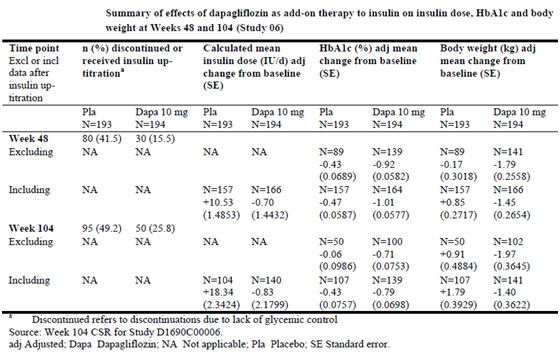 Summary of effects of dapagliflozin as add-on therapy to insulin on insulin dose, HbA1c and body
weight at Weeks 48 and 104 (Study 06)
Time point n (%) discontinued or Calculated mean HbA1c (%) adj mean Body weight (kg) adj
Excl or incl received insulin up- insulin dose (IU/d) adj change from baseline mean change from
data after titrationa change from baseline (SE) baseline (SE)
insulin up- (SE)
titration
Pla Dapa 10 mg Pla Dapa 10 mg Pla Dapa 10 mg Pla Dapa 10 mg
N=193 N=194 N=193 N=194 N=193 N=194 N=193 N=194
Week 48 80 (41.5) 30 (15.5)
Excluding NA NA NA NA N=89 N=139 N=89 N=141
-0.43 -0.92 -0.17 -1.79
(0.0689) (0.0582) (0.3018) (0.2558)
Including NA NA N=157 N=166 N=157 N=164 N=157 N=166
+10.53 -0.70 -0.47 -1.01 +0.85 -1.45
(1.4853) (1.4432) (0.0587) (0.0577) (0.2717) (0.2654)
Week 104 95 (49.2) 50 (25.8)
Excluding NA NA NA NA N=50 N=100 N=50 N=102
-0.06 -0.71 +0.91 -1.97
(0.0986) (0.0753) (0.4884) (0.3645)
Including NA NA N=104 N=140 N=107 N=139 N=107 N=141
+18.34 -0.83 -0.43 -0.79 +1.79 -1.40
(2.3424) (2.1799) (0.0757) (0.0698) (0.3929) (0.3622)
a Discontinued refers to discontinuations due to lack of glycemic control
Source: Week 104 CSR for Study D1690C00006.
adj Adjusted; Dapa Dapagliflozin; NA Not applicable; Pla Placebo; SE Standard error.